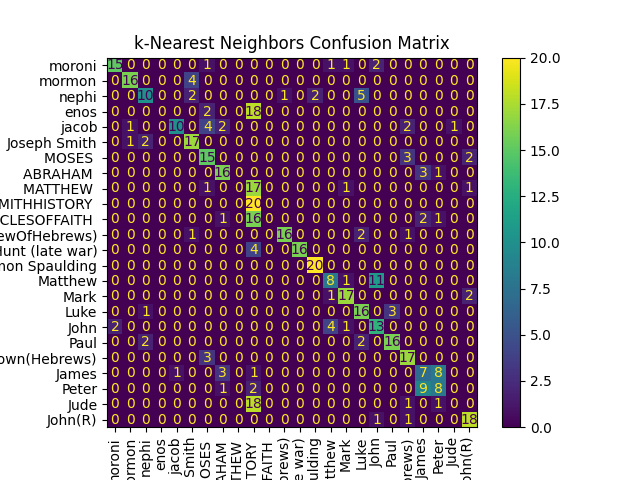 k-Nearest Neighbors Confusion Matrix
moroni 15 0 0 0 0 0 1 0 0 0 0 0 0 0 1 1 0 2 0 0 0 0 0 0
mormon 0 16 0 0 0 4 0 0 0 0 0 0 0 0 0 0 0 0 0 0 0 0 0 0
nephi 0 0 10 0 0 2 0 0 0 0 0 1 0 2 0 0 5 0 0 0 0 0 0 0
enos 0 0 0 0 0 0 2 0 0 18 0 0 0 0 0 0 0 0 0 0 0 0 0 0
jacob 0 1 0 0 10 0 4 2 0 0 0 0 0 0 0 0 0 0 0 2 0 0 1 0
Joseph Smith 0 1 2 0 0 17 0 0 0 0 0 0 0 0 0 0 0 0 0 0 0 0 0 0
MOSES 0 0 0 0 0 0 15 0 0 0 0 0 0 0 0 0 0 0 0 3 0 0 0 2
ABRAHAM 0 0 0 0 0 0 0 16 0 0 0 0 0 0 0 0 0 0 0 0 3 1 0 0
MATTHEW 0 0 0 0 0 0 1 0 0 17 0 0 0 0 0 1 0 0 0 0 0 0 0 1
MITHHISTORY 0 0 0 0 0 0 0 0 0 20 0 0 0 0 0 0 0 0 0 0 0 0 0 0
CLESOFFAITH 0 0 0 0 0 0 0 1 0 16 0 0 0 0 0 0 0 0 0 0 2 1 0 0
ewOfHebrews) 0 0 0 0 0 1 0 0 0 0 0 16 0 0 0 0 2 0 0 1 0 0 0 0
Hunt (late war) 0 0 0 0 0 0 0 0 0 4 0 0 16 0 0 0 0 0 0 0 0 0 0 0
non Spaulding 0 0 0 0 0 0 0 0 0 0 0 0 0 20 0 0 0 0 0 0 0 0 0 0
Matthew 0 0 0 0 0 0 0 0 0 0 0 0 0 0 8 1 0 11 0 0 0 0 0 0
Mark 0 0 0 0 0 0 0 0 0 0 0 0 0 0 1 17 0 0 0 0 0 0 0 2
Luke 0 0 1 0 0 0 0 0 0 0 0 0 0 0 0 0 16 0 3 0 0 0 0 0
John 2 0 0 0 0 0 0 0 0 0 0 0 0 0 4 1 0 13 0 0 0 0 0 0
Paul 0 0 2 0 0 0 0 0 0 0 0 0 0 0 0 0 2 0 16 0 0 0 0 0
own(Hebrews) 0 0 0 0 0 0 3 0 0 0 0 0 0 0 0 0 0 0 0 17 0 0 0 0
James 0 0 0 0 1 0 0 3 0 1 0 0 0 0 0 0 0 0 0 0 7 8 0 0
Peter 0 0 0 0 0 0 0 1 0 2 0 0 0 0 0 0 0 0 0 0 9 8 0 0
Jude 0 0 0 0 0 0 0 0 0 18 0 0 0 0 0 0 0 0 0 1 0 1 0 0
John(R) 0 0 0 0 0 0 0 0 0 0 0 0 0 0 0 0 0 1 0 1 0 0 0 18
noroni
ormon
nephi
enos
jacob
Smith
OSES
AHAM
THEW
TORY
FAITH
brews)
e war)
ulding
tthew
Mark
Luke
John
Paul
brews)
James
Peter
Jude
ohn(R)
20.0
17.5
15.0
12.5
10.0
7.5
5.0
2.5
0.0